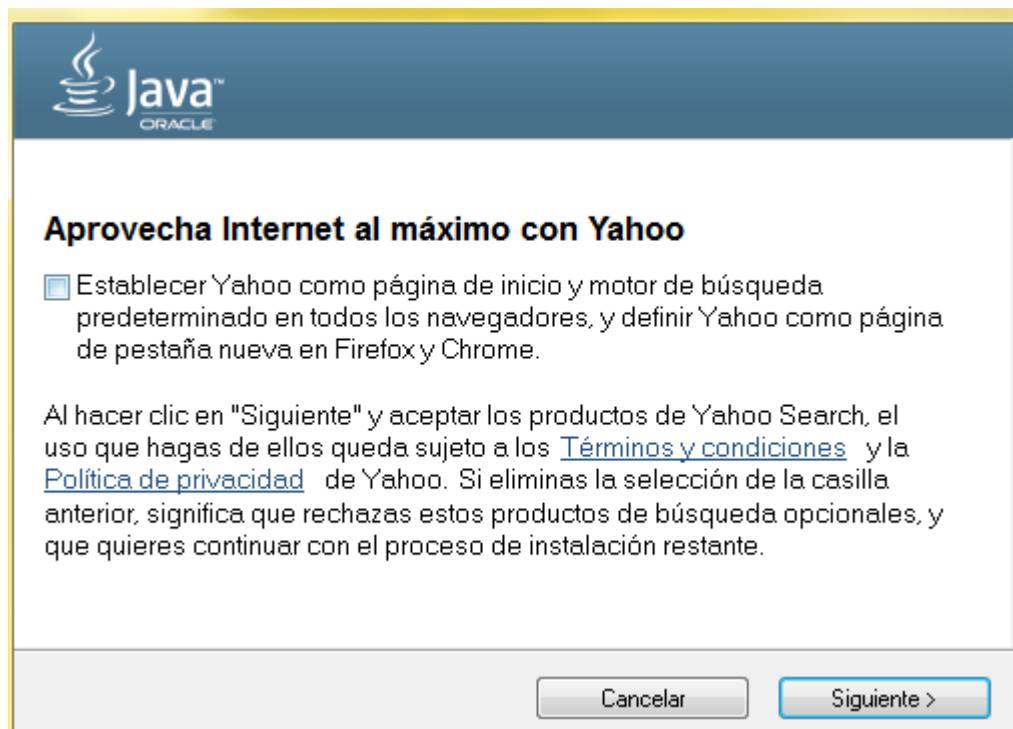 Java™
ORACLE
Aprovecha Internet al máximo con Yahoo
Establecer Yahoo como página de inicio y motor de búsqueda
predeterminado en todos los navegadores, y definir Yahoo como página
de pestaña nueva en Firefox y Chrome.
Al hacer clic en "Siguiente" y aceptar los productos de Yahoo Search, el
uso que hagas de ellos queda sujeto a los Términos y condiciones y la
Política de privacidad de Yahoo. Si eliminas la selección de la casilla
anterior, significa que rechazas estos productos de búsqueda opcionales, y
que quieres continuar con el proceso de instalación restante.
Cancelar Siguiente >